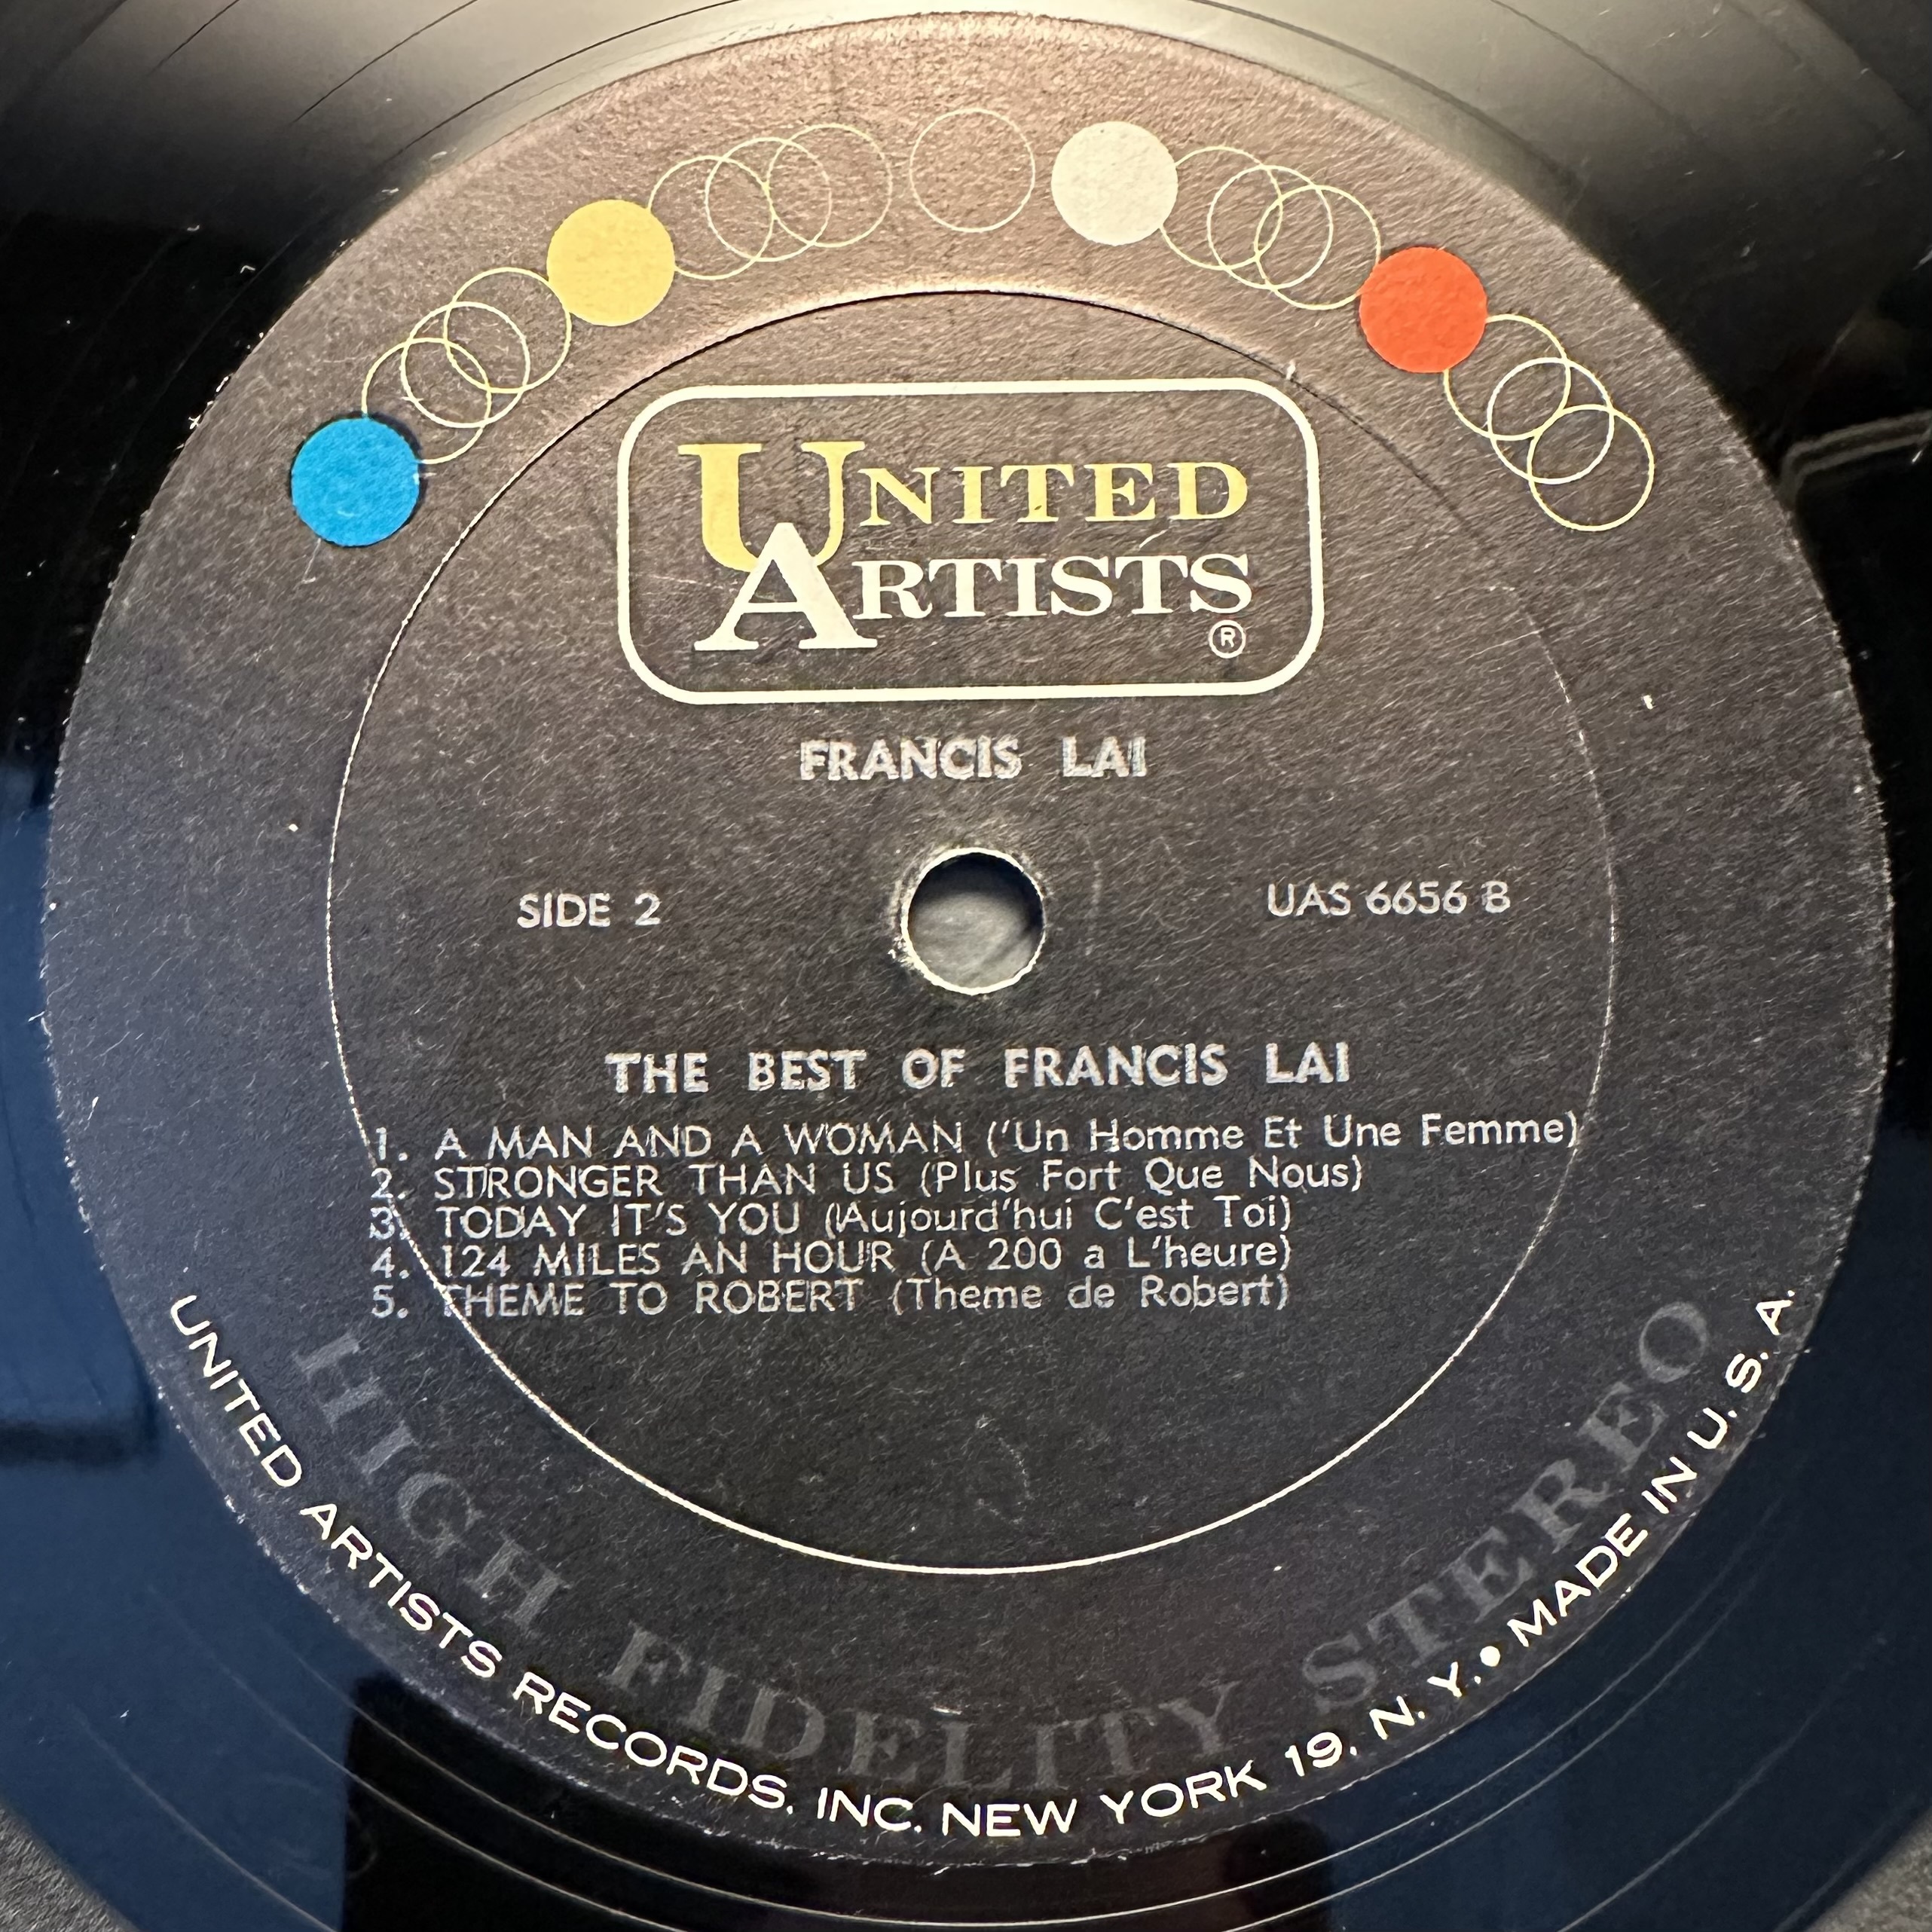 UNITED
ARTISTS
®
FRANCIS LAI
SIDE 2
UAS 6656 B
THE BEST OF FRANCIS LAI
1. A MAN AND A WOMAN ('Un Homme Et Une Femme)
2. STRONGER THAN US (Plus Fort Que Nous)
3. TODAY IT'S YOU (Aujourd'hui C'est Toi)
4. 124 MILES AN HOUR (A 200 a L'heure)
5. THEME TO ROBERT (Theme de Robert)
HIGH FIDELITY STEREO
UNITED ARTISTS RECORDS, INC. NEW YORK 19, N. Y. • MADE IN U. S. A.